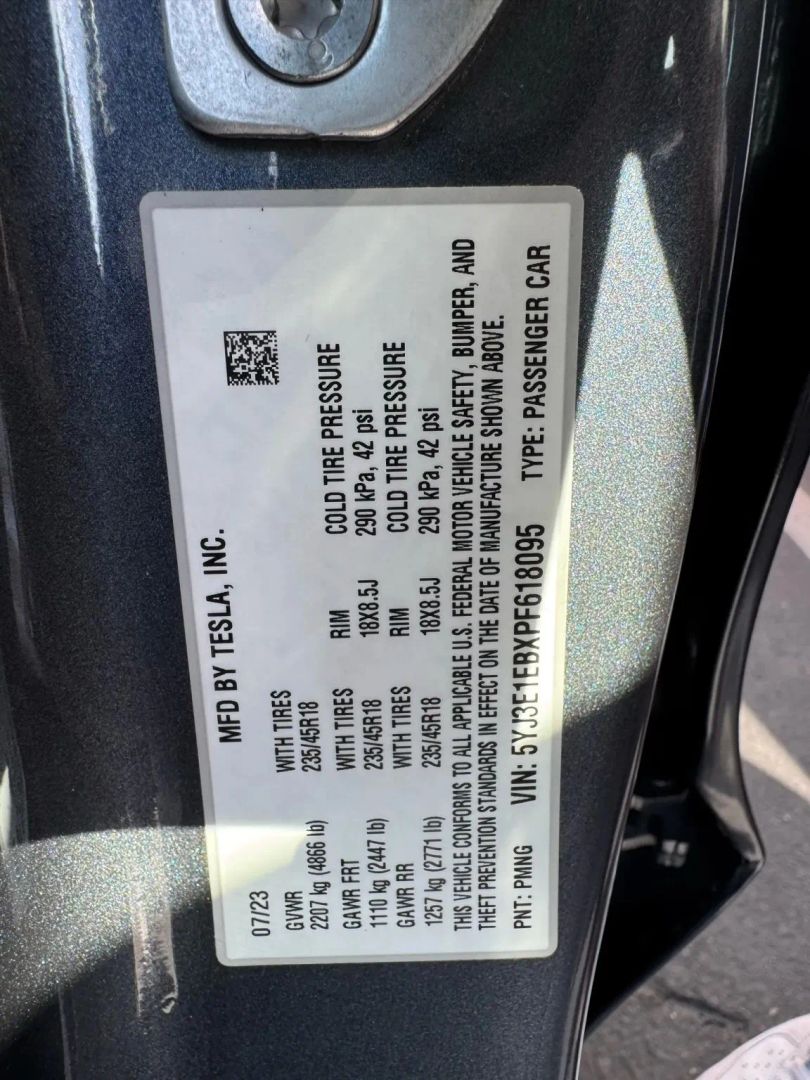 MFD BY TESLA, INC.
07/23
GVWR WITH TIRES
2207 kg (4866 lb) 235/45R18
GAWR FRT WITH TIRES RIM COLD TIRE PRESSURE
1110 kg (2447 lb) 235/45R18 18X8.5J 290 kPa, 42 psi
GAWR RR WITH TIRES RIM COLD TIRE PRESSURE
1257 kg (2771 lb) 235/45R18 18X8.5J 290 kPa, 42 psi
THIS VEHICLE CONFORMS TO ALL APPLICABLE U.S. FEDERAL MOTOR VEHICLE SAFETY, BUMPER, AND
THEFT PREVENTION STANDARDS IN EFFECT ON THE DATE OF MANUFACTURE SHOWN ABOVE.
PNT: PMNG VIN: 5YJ3E1EBXPF618095 TYPE: PASSENGER CAR